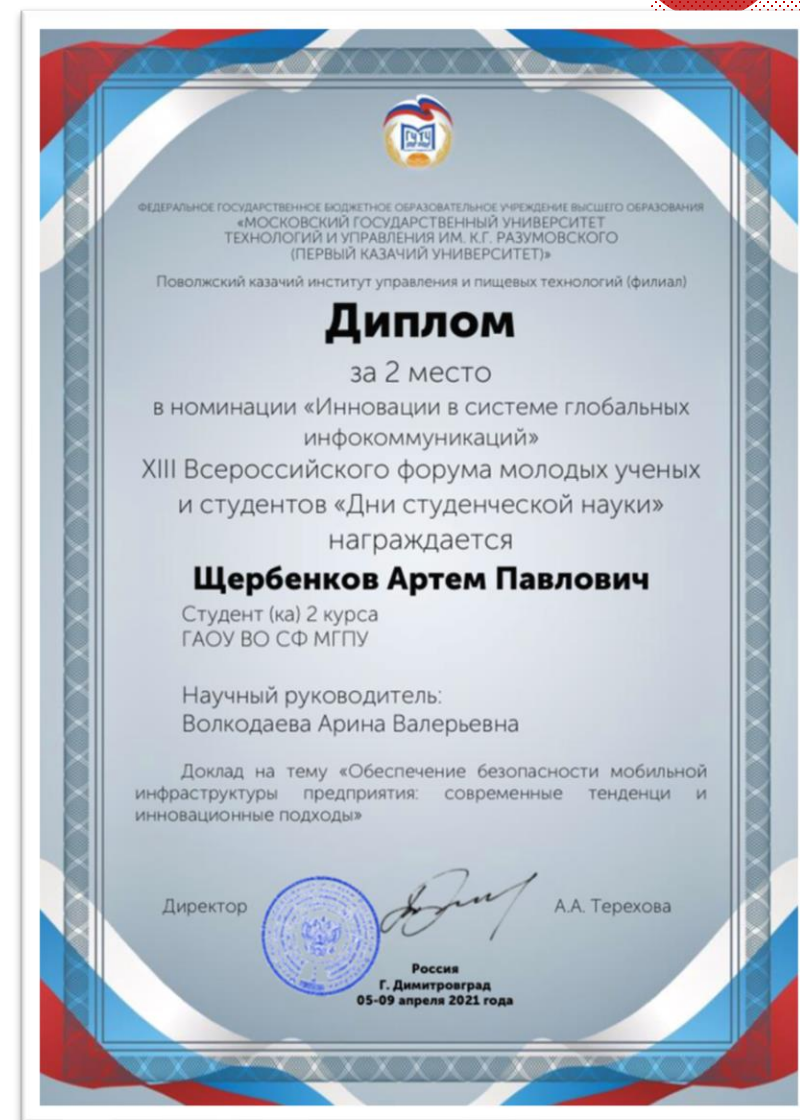 ФЕДЕРАЛЬНОЕ ГОСУДАРСТВЕННОЕ БЮДЖЕТНОЕ ОБРАЗОВАТЕЛЬНОЕ УЧРЕЖДЕНИЕ ВЫСШЕГО ОБРАЗОВАНИЯ
«МОСКОВСКИЙ ГОСУДАРСТВЕННЫЙ УНИВЕРСИТЕТ
ТЕХНОЛОГИЙ И УПРАВЛЕНИЯ ИМ. К.Г. РАЗУМОВСКОГО
(ПЕРВЫЙ КАЗАЧИЙ УНИВЕРСИТЕТ)»
Поволжский казачий институт управления и пищевых технологий (филиал)
Диплом
за 2 место
в номинации «Инновации в системе глобальных
инфокоммуникаций»
XIII Всероссийского форума молодых ученых
и студентов «Дни студенческой науки»
награждается
Щербенков Артем Павлович
Студент (ка) 2 курса
ГАОУ ВО СФ МГПУ
Научный руководитель:
Волкодаева Арина Валерьевна
Доклад на тему «Обеспечение безопасности мобильной
инфраструктуры предприятия: современные тенденци и
инновационные подходы»
Директор
А.А. Терехова
Россия
Г. Димитровград
05-09 апреля 2021 года